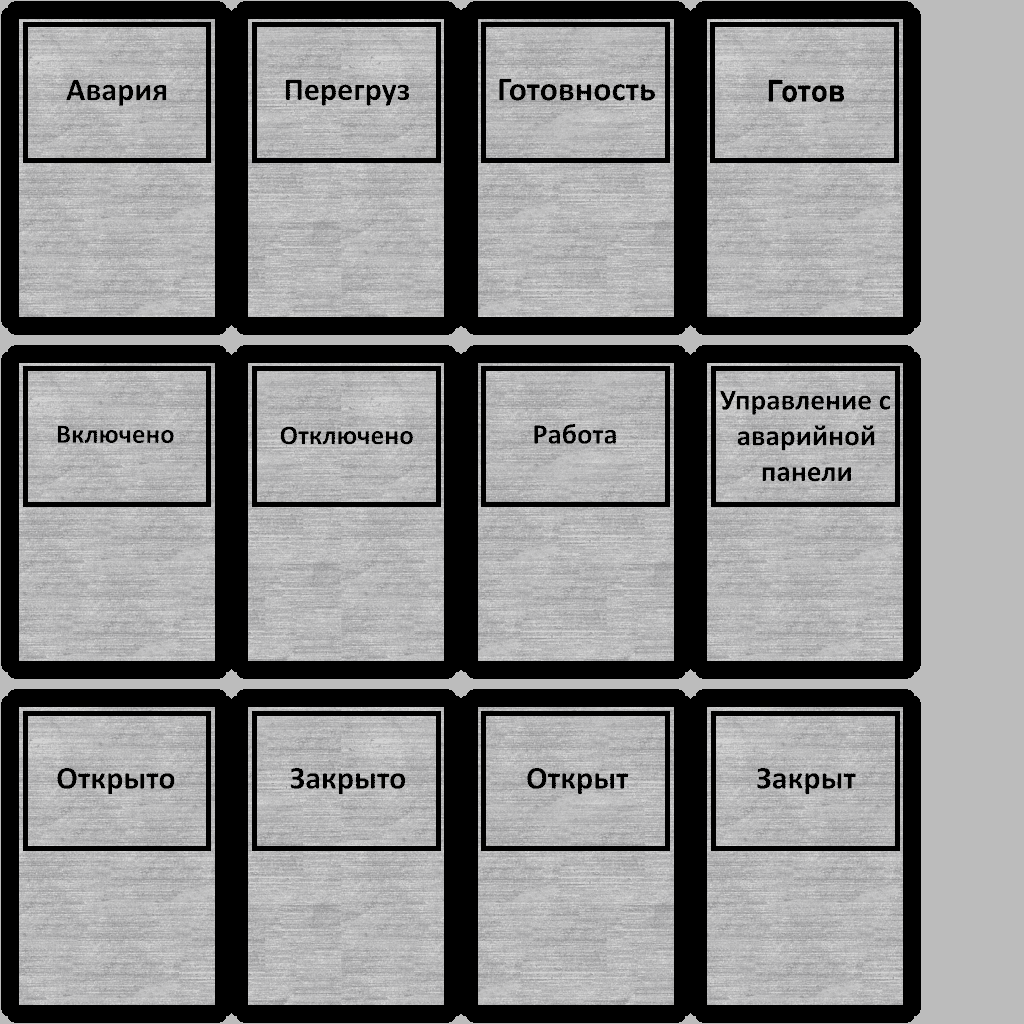 Авария
Перегруз
Готовность
Готов
Включено
Отключено
Работа
Управление с
аварийной
панели
Открыто
Закрыто
Открыт
Закрыт